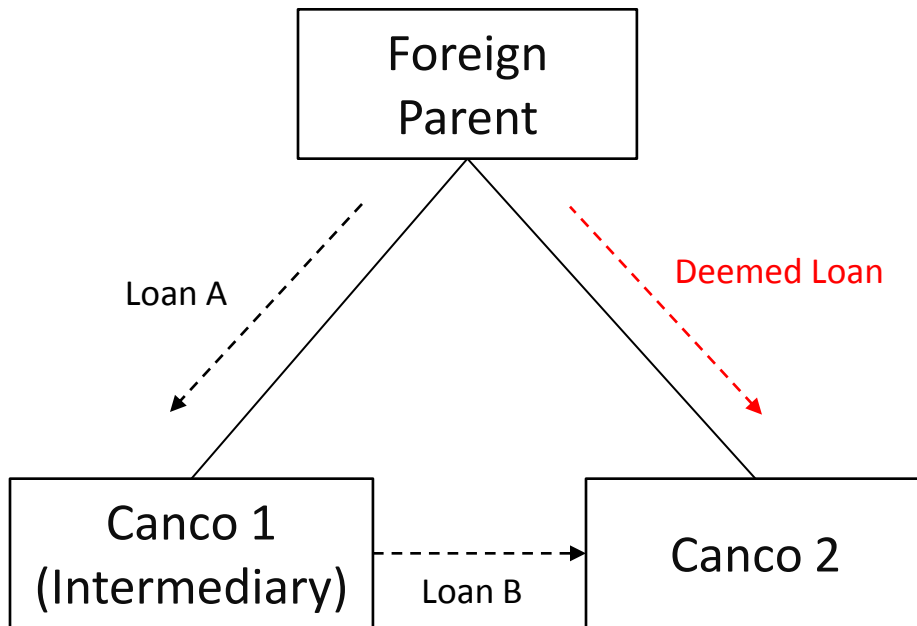 Foreign
Parent
Loan A
Deemed Loan
Canco 1
(Intermediary)
Loan B
Canco 2